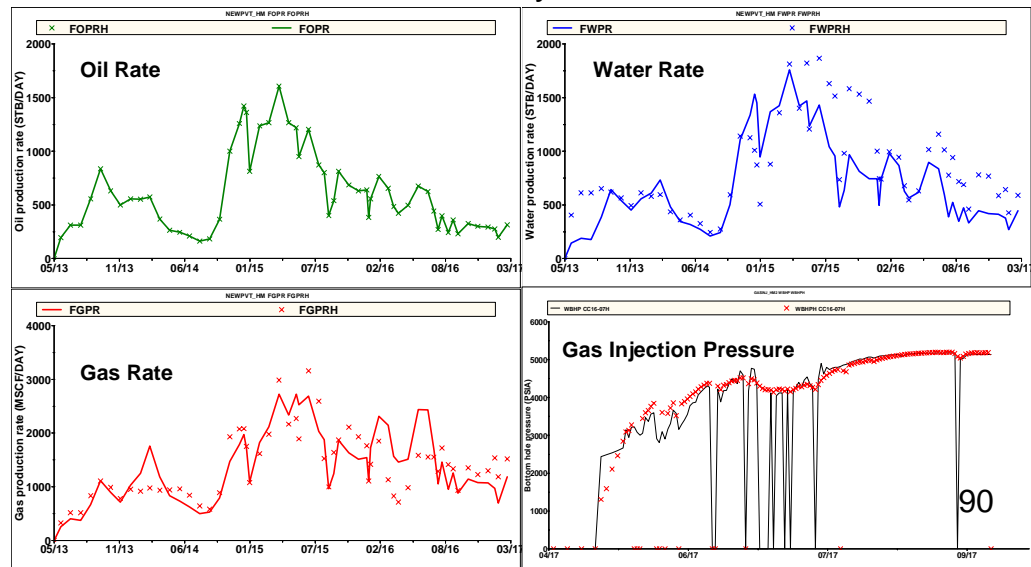 NEWPVT_HM FOPR FOPRH
FOPRH FOPR
Oil Rate
Oil production rate (STB/DAY)
2000
1500
1000
500
0
05/13 11/13 06/14 01/15 07/15 02/16 08/16 03/17
NEWPVT_HM FWPR FWPRH
FWPR FWPRH
Water Rate
Water production rate (STB/DAY)
2000
1500
1000
500
0
05/13 11/13 06/14 01/15 07/15 02/16 08/16 03/17
NEWPVT_HM FGPR FGPRH
FGPR FGPRH
Gas Rate
Gas production rate (MSCF/DAY)
4000
3000
2000
1000
0
05/13 11/13 06/14 01/15 07/15 02/16 08/16 03/17
WBHP CC16-07H WBHPH CC16-07H
Gas Injection Pressure
Bottom hole pressure (PSIA)
6000
5000
4000
3000
2000
1000
0
04/17 06/17 07/17 09/17
90